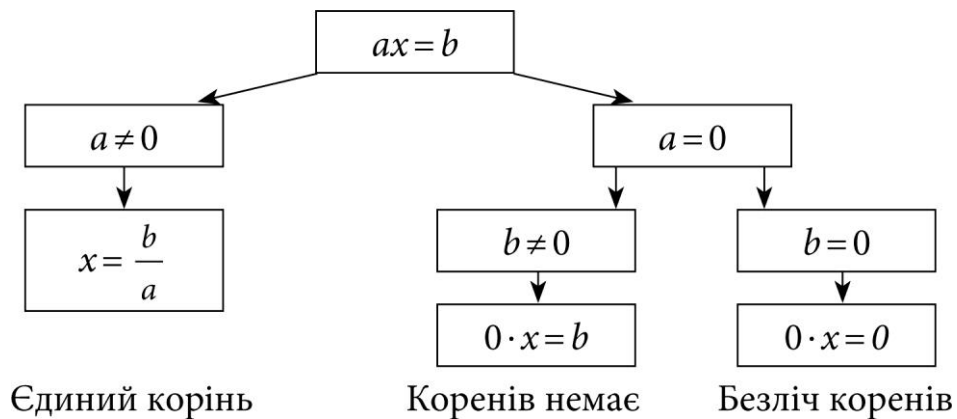 ax = b
a ≠ 0
a = 0
x = b/a
b ≠ 0
b = 0
0 · x = b
0 · x = 0
Єдиний корінь
Коренів немає
Безліч коренів